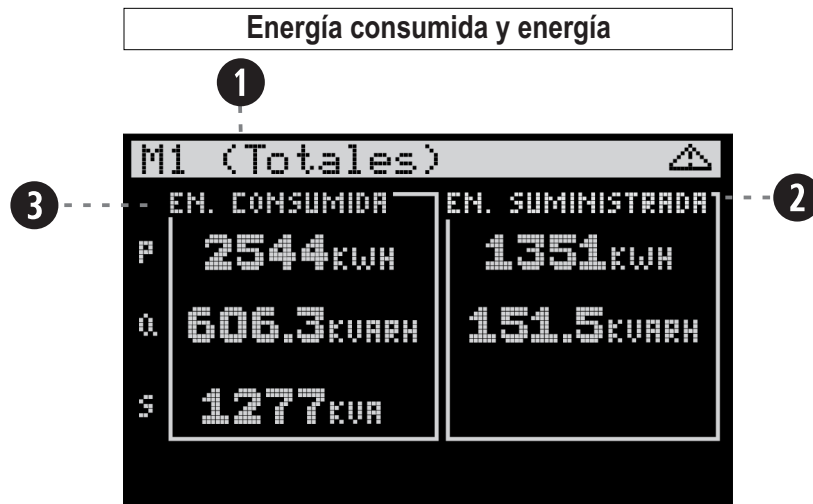 Energía consumida y energía
1
M1 (Totales)
3
EN. CONSUMIDA
EN. SUMINISTRADA
2
P
2544KWH
1351KWH
Q
606.3KVARH
151.5KVARH
S
1277KVA